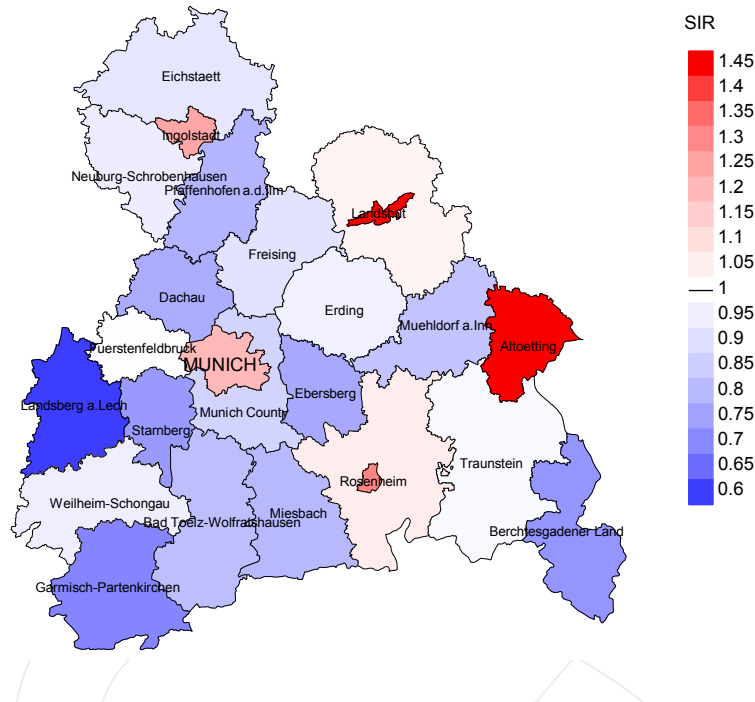 SIR
1.45
1.4
1.35
1.3
1.25
1.2
1.15
1.1
1.05
1
0.95
0.9
0.85
0.8
0.75
0.7
0.65
0.6
Eichstaett
Ingolstadt
Neuburg-Schrobenhausen
Pfaffenhofen a.d.Ilm
Landshut
Freising
Dachau
Erding
Muehldorf a.Inn
Altoetting
Fuerstenfeldbruck
MUNICH
Ebersberg
Landsberg a.Lech
Munich County
Starnberg
Traunstein
Rosenheim
Weilheim-Schongau
Miesbach
Bad Toelz-Wolfratshausen
Berchtesgadener Land
Garmisch-Partenkirchen